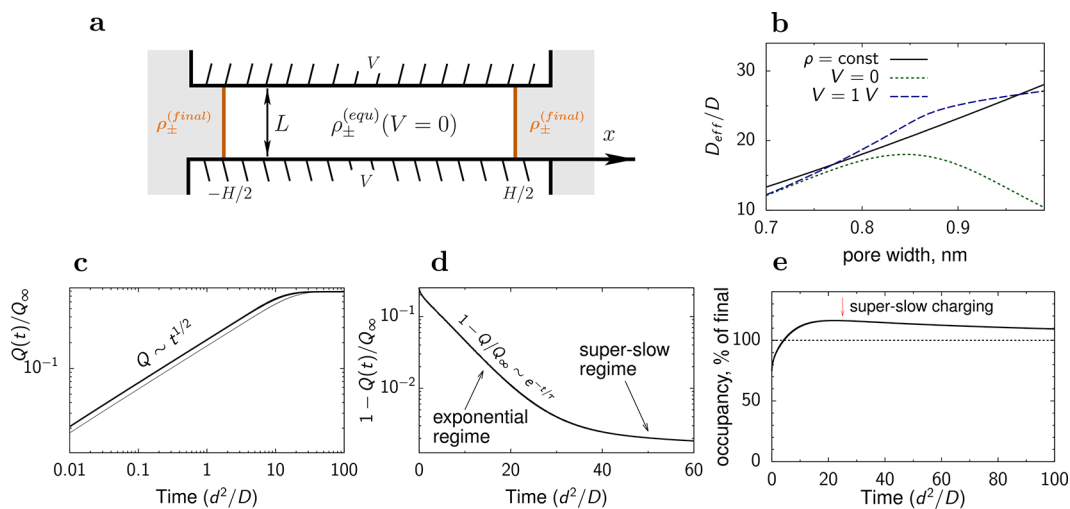 a
V
ρ±^(final)
L
ρ±^(equ)(V = 0)
ρ±^(final)
x
V
−H/2
H/2
b
D_eff/D
30
20
10
ρ = const
V = 0
V = 1 V
0.7
0.8
0.9
pore width, nm
c
Q(t)/Q∞
10^−1
Q ∼ t^1/2
0.01
0.1
1
10
100
Time (d²/D)
d
1 − Q(t)/Q∞
10^−1
10^−2
1 − Q/Q∞ ∼ e^−t/τ
super-slow
regime
exponential
regime
0
20
40
60
Time (d²/D)
e
occupancy, % of final
100
50
0
super-slow charging
0
20
40
60
80
100
Time (d²/D)